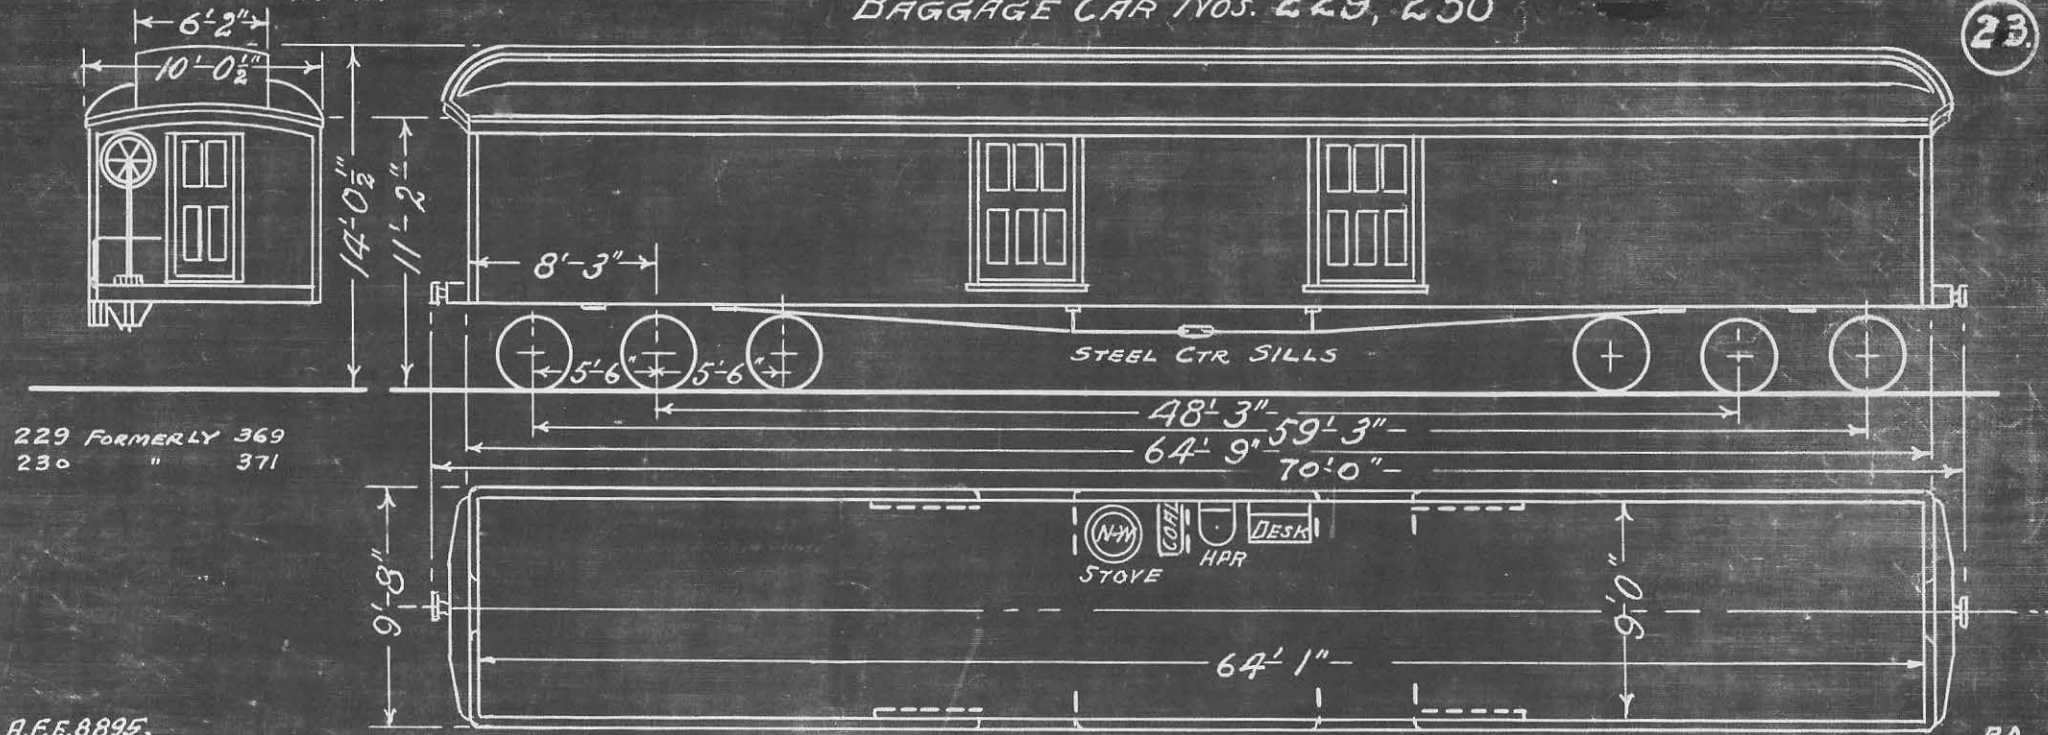 BAGGAGE CAR NOS. 229, 230
23.
6'-2"
10'-0½"
14'-0½"
11'-2"
8'-3"
5'-6" 5'-6"
STEEL CTR SILLS
48'-3"
59'-3"
64'-9"
70'-0"
229 FORMERLY 369
230 " 371
9'-8"
N-W
STOVE
COAL
HPR
DESK
9'-0"
64'-1"
A.F.E. 8895.